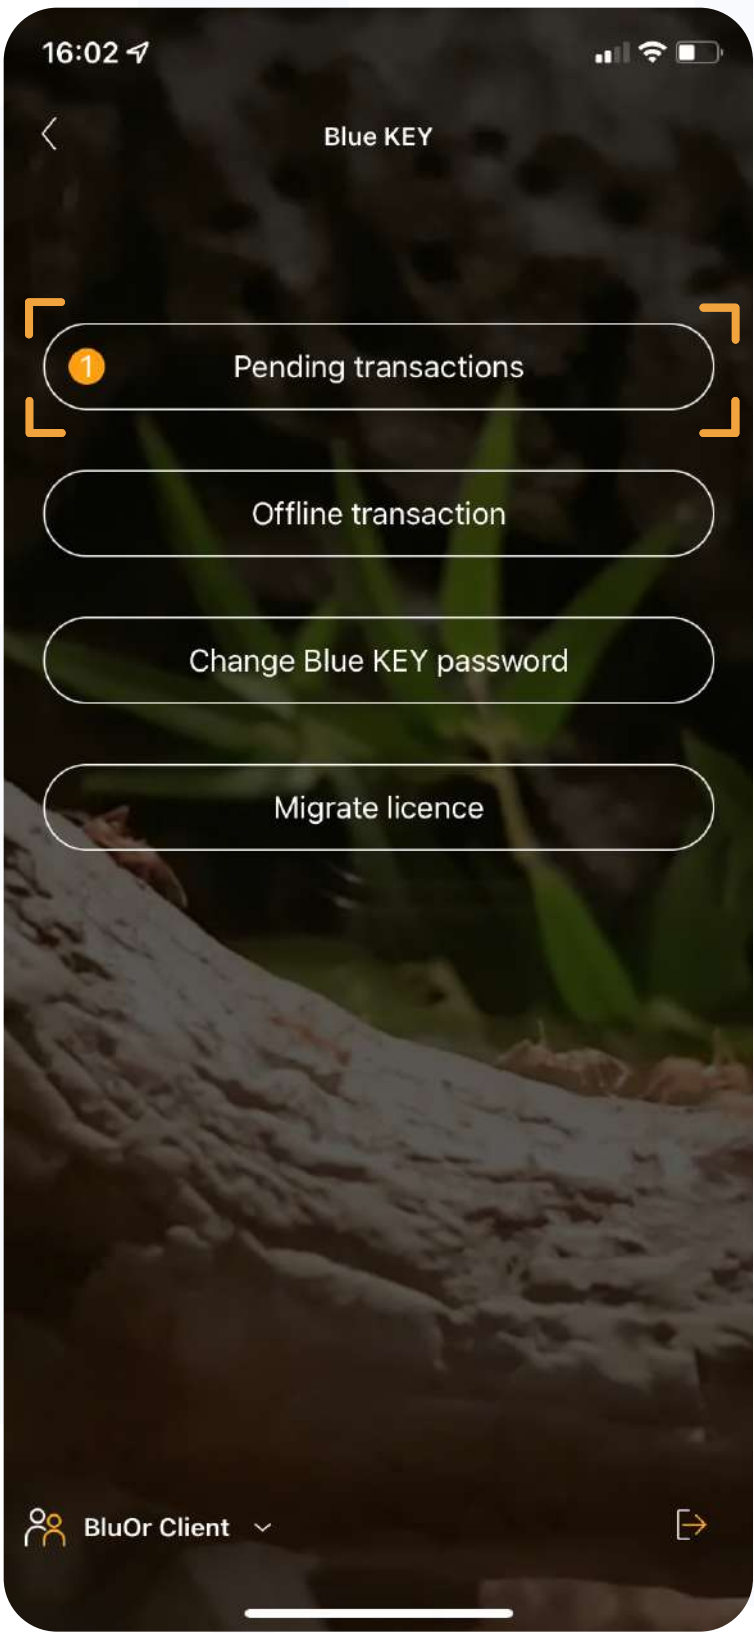 16:02
Blue KEY
1 Pending transactions
Offline transaction
Change Blue KEY password
Migrate licence
BluOr Client